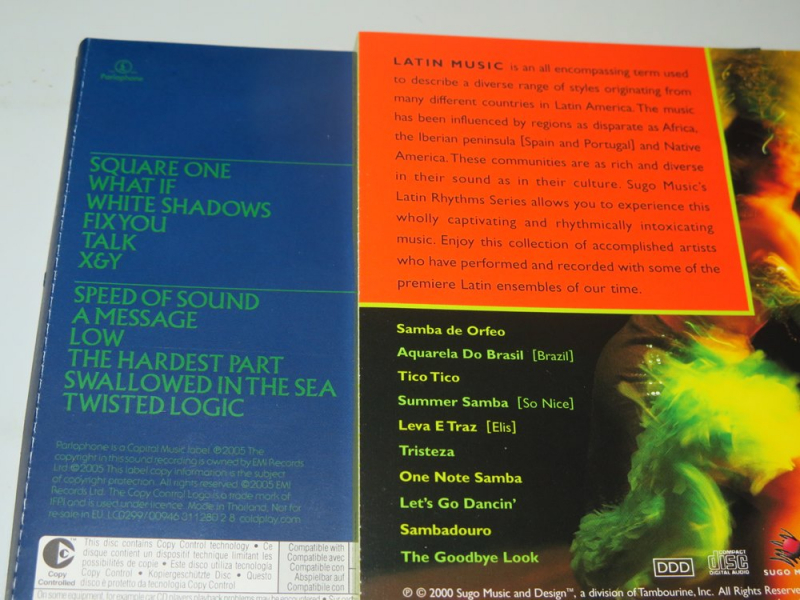 Parlophone
SQUARE ONE
WHAT IF
WHITE SHADOWS
FIX YOU
TALK
X&Y
SPEED OF SOUND
A MESSAGE
LOW
THE HARDEST PART
SWALLOWED IN THE SEA
TWISTED LOGIC
Parlophone is a Capitol Music label. ℗2005 The
copyright in this sound recording is owned by EMI Records
Ltd ©2005 This label copy information is the subject
of copyright protection. All rights reserved. ©2005 EMI
Records Ltd. The Copy Control Logo is a trade mark of
IFPI and is used under licence. Made in Thailand. Not for
re-sale in EU. LC0299/00946 311280 2 8. coldplay.com
Copy
Controlled
This disc contains Copy Control technology • Ce
disque contient un dispositif technique limitant les
possibilités de copie • Este disco utiliza tecnología
Copy Control • Kopiergeschützte Disc • Questo
disco è protetto da tecnologia Copy Control
Compatible with
Compatible avec
Compatible con
Abspielbar auf
Compatibile con
On some equipment, for example car CD players, playback problems may be encountered
LATIN MUSIC is an all encompassing term used
to describe a diverse range of styles originating from
many different countries in Latin America. The music
has been influenced by regions as disparate as Africa,
the Iberian peninsula [Spain and Portugal] and Native
America. These communities are as rich and diverse
in their sound as in their culture. Sugo Music's
Latin Rhythms Series allows you to experience this
wholly captivating and rhythmically intoxicating
music. Enjoy this collection of accomplished artists
who have performed and recorded with some of the
premiere Latin ensembles of our time.
Samba de Orfeo
Aquarela Do Brasil [Brazil]
Tico Tico
Summer Samba [So Nice]
Leva E Traz [Elis]
Tristeza
One Note Samba
Let's Go Dancin'
Sambadouro
The Goodbye Look
DDD
COMPACT
disc
DIGITAL AUDIO
SUGO
℗ © 2000 Sugo Music and Design™, a division of Tambourine, Inc. All Rights Reserved